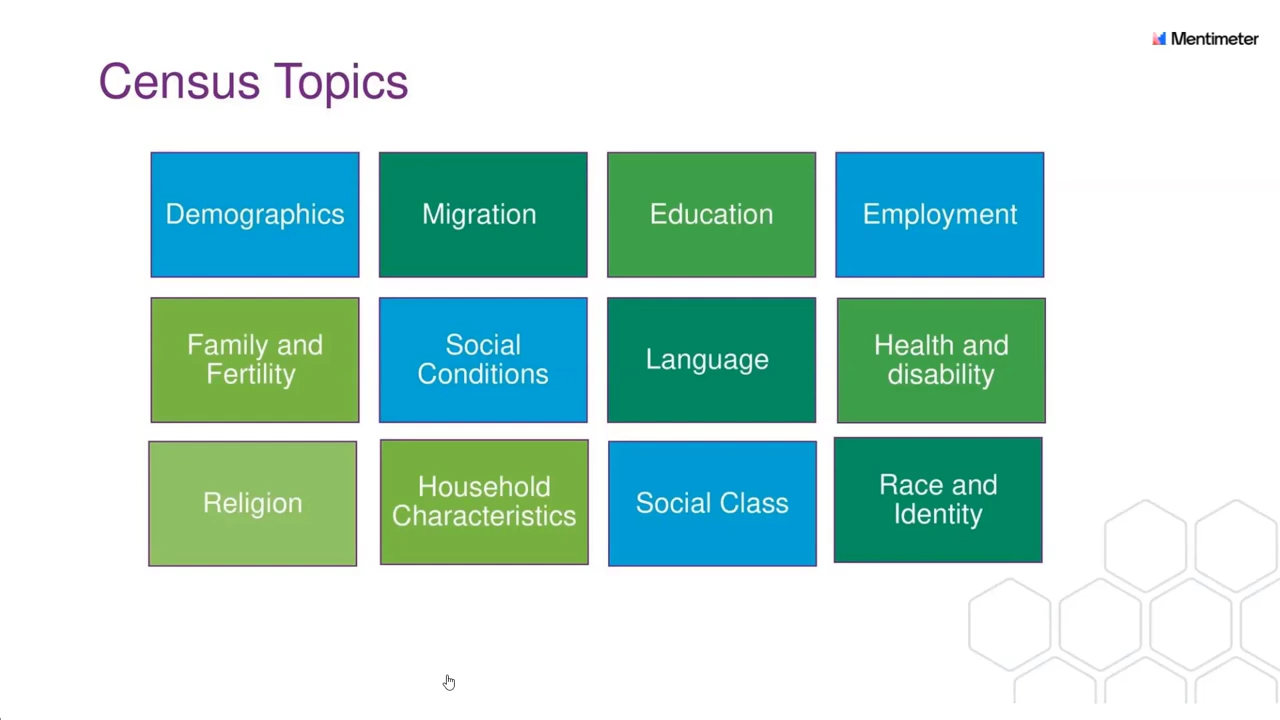 Mentimeter
Census Topics
Demographics
Migration
Education
Employment
Family and
Fertility
Social
Conditions
Language
Health and
disability
Religion
Household
Characteristics
Social Class
Race and
Identity